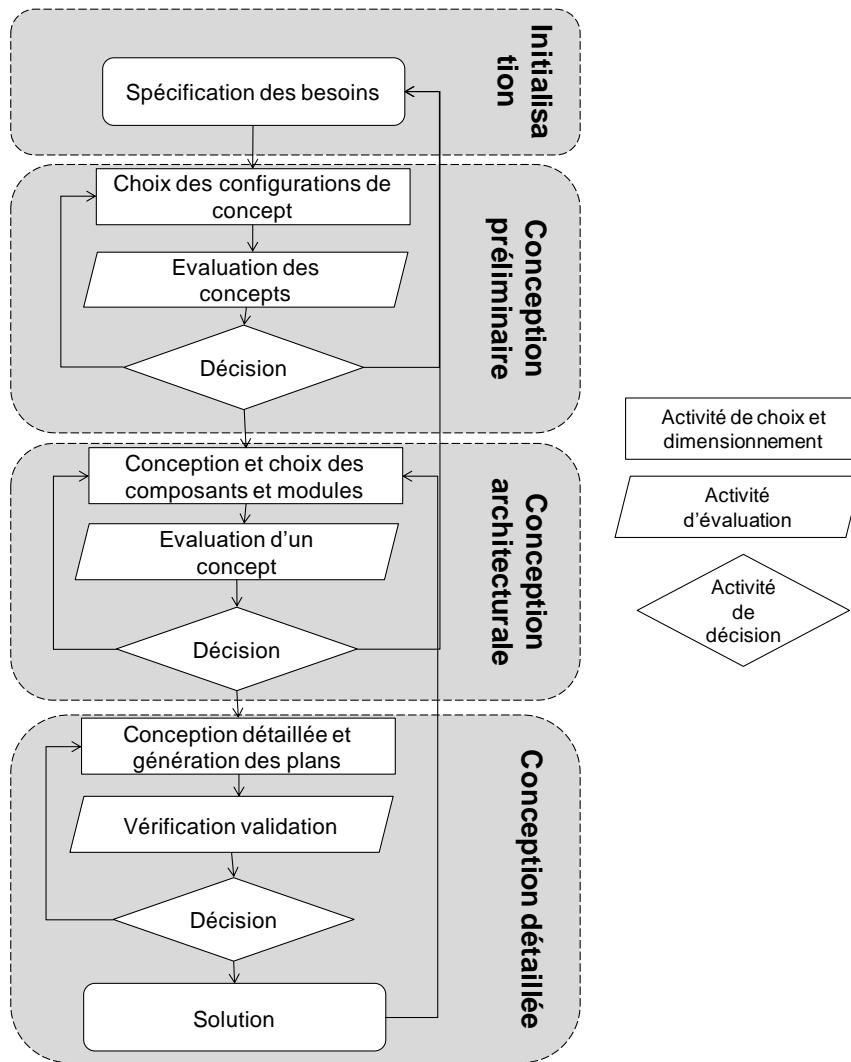 Initialisa
tion
Spécification des besoins
Conception
préliminaire
Choix des configurations de
concept
Evaluation des
concepts
Décision
Conception
architecturale
Conception et choix des
composants et modules
Evaluation d'un
concept
Décision
Conception détaillée
Conception détaillée et
génération des plans
Vérification validation
Décision
Solution
Activité de choix et
dimensionnement
Activité
d'évaluation
Activité
de
décision